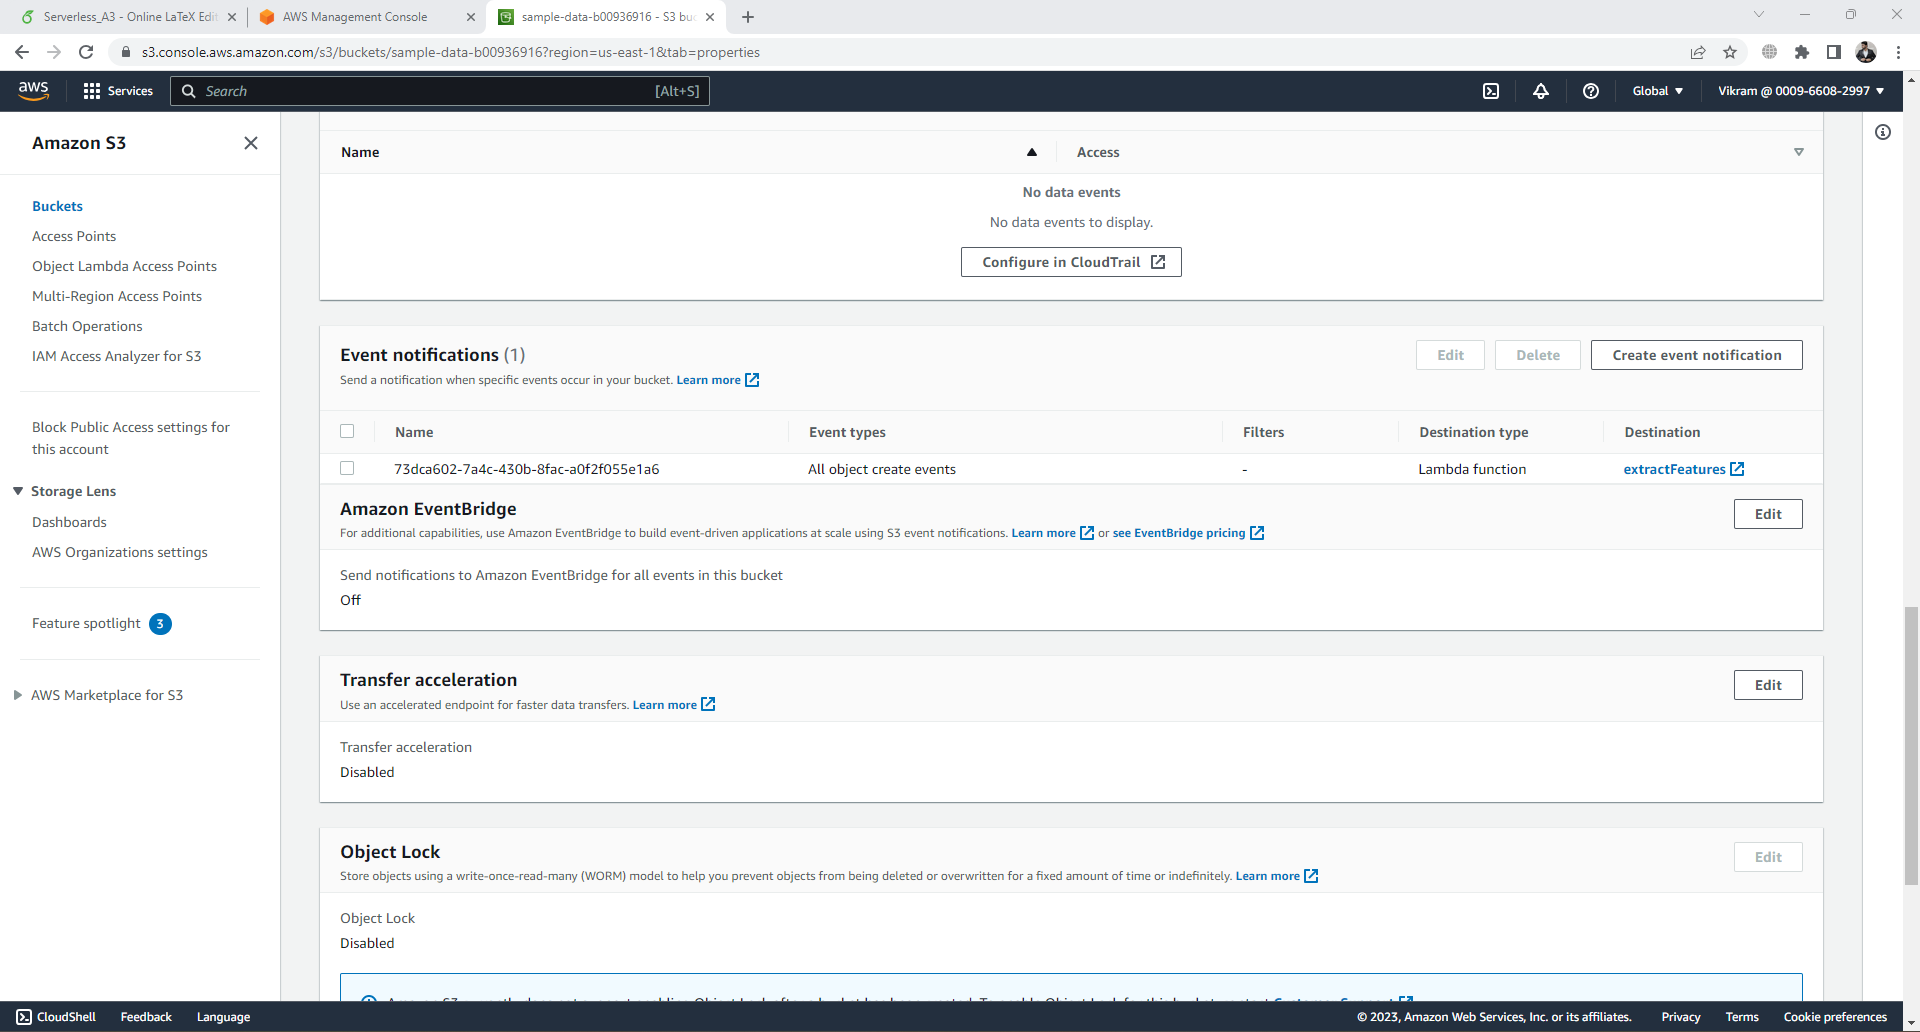 Serverless_A3 - Online LaTeX Edit
AWS Management Console
sample-data-b00936916 - S3 buc
s3.console.aws.amazon.com/s3/buckets/sample-data-b00936916?region=us-east-1&tab=properties
aws
Services
Search
[Alt+S]
Global
Vikram @ 0009-6608-2997
Amazon S3
Buckets
Access Points
Object Lambda Access Points
Multi-Region Access Points
Batch Operations
IAM Access Analyzer for S3
Block Public Access settings for
this account
Storage Lens
Dashboards
AWS Organizations settings
Feature spotlight 3
AWS Marketplace for S3
Name
Access
No data events
No data events to display.
Configure in CloudTrail
Event notifications (1)
Send a notification when specific events occur in your bucket. Learn more
Edit
Delete
Create event notification
Name
Event types
Filters
Destination type
Destination
73dca602-7a4c-430b-8fac-a0f2f055e1a6
All object create events
-
Lambda function
extractFeatures
Amazon EventBridge
For additional capabilities, use Amazon EventBridge to build event-driven applications at scale using S3 event notifications. Learn more or see EventBridge pricing
Edit
Send notifications to Amazon EventBridge for all events in this bucket
Off
Transfer acceleration
Use an accelerated endpoint for faster data transfers. Learn more
Edit
Transfer acceleration
Disabled
Object Lock
Store objects using a write-once-read-many (WORM) model to help you prevent objects from being deleted or overwritten for a fixed amount of time or indefinitely. Learn more
Edit
Object Lock
Disabled
CloudShell
Feedback
Language
© 2023, Amazon Web Services, Inc. or its affiliates.
Privacy
Terms
Cookie preferences